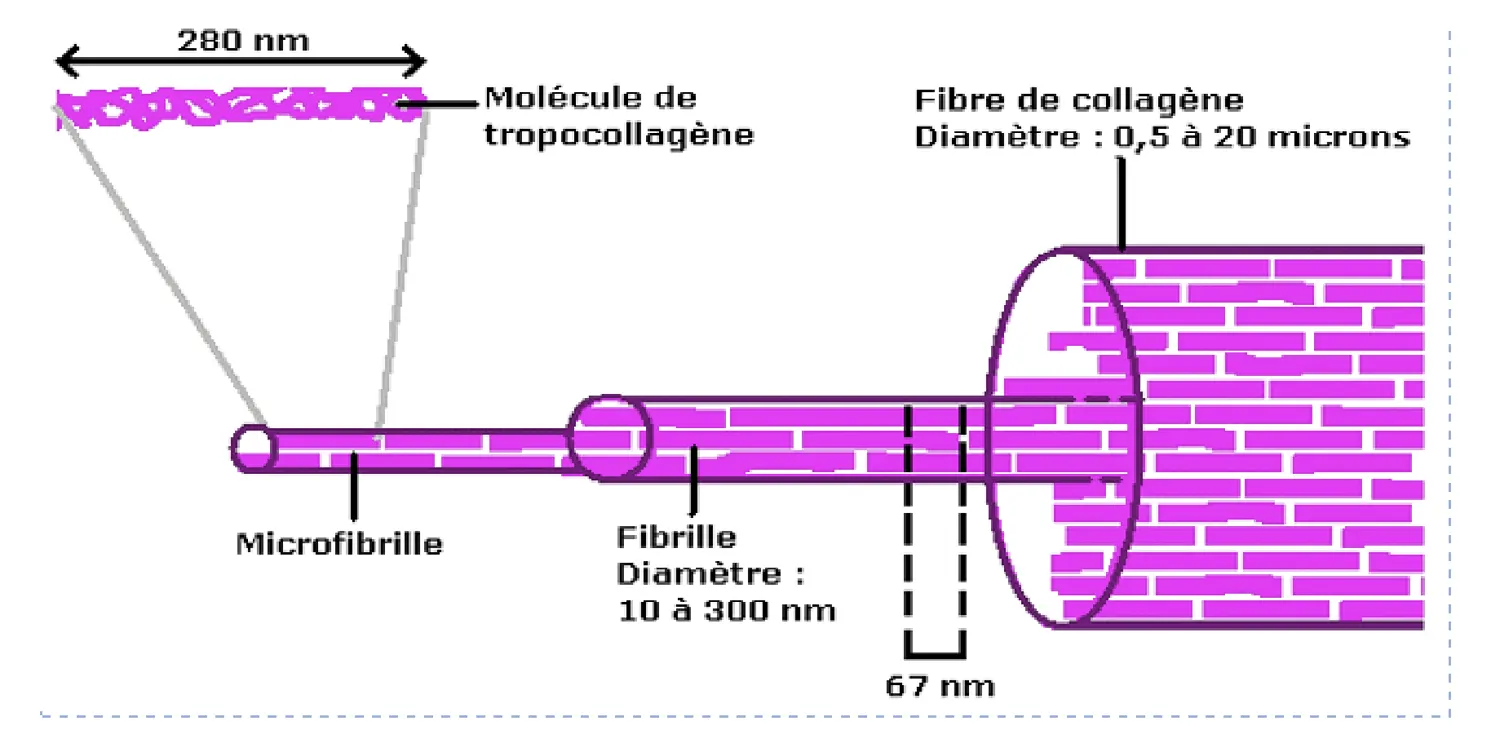 280 nm
Molécule de
tropocollagène
Fibre de collagène
Diamètre : 0,5 à 20 microns
Microfibrille
Fibrille
Diamètre :
10 à 300 nm
67 nm